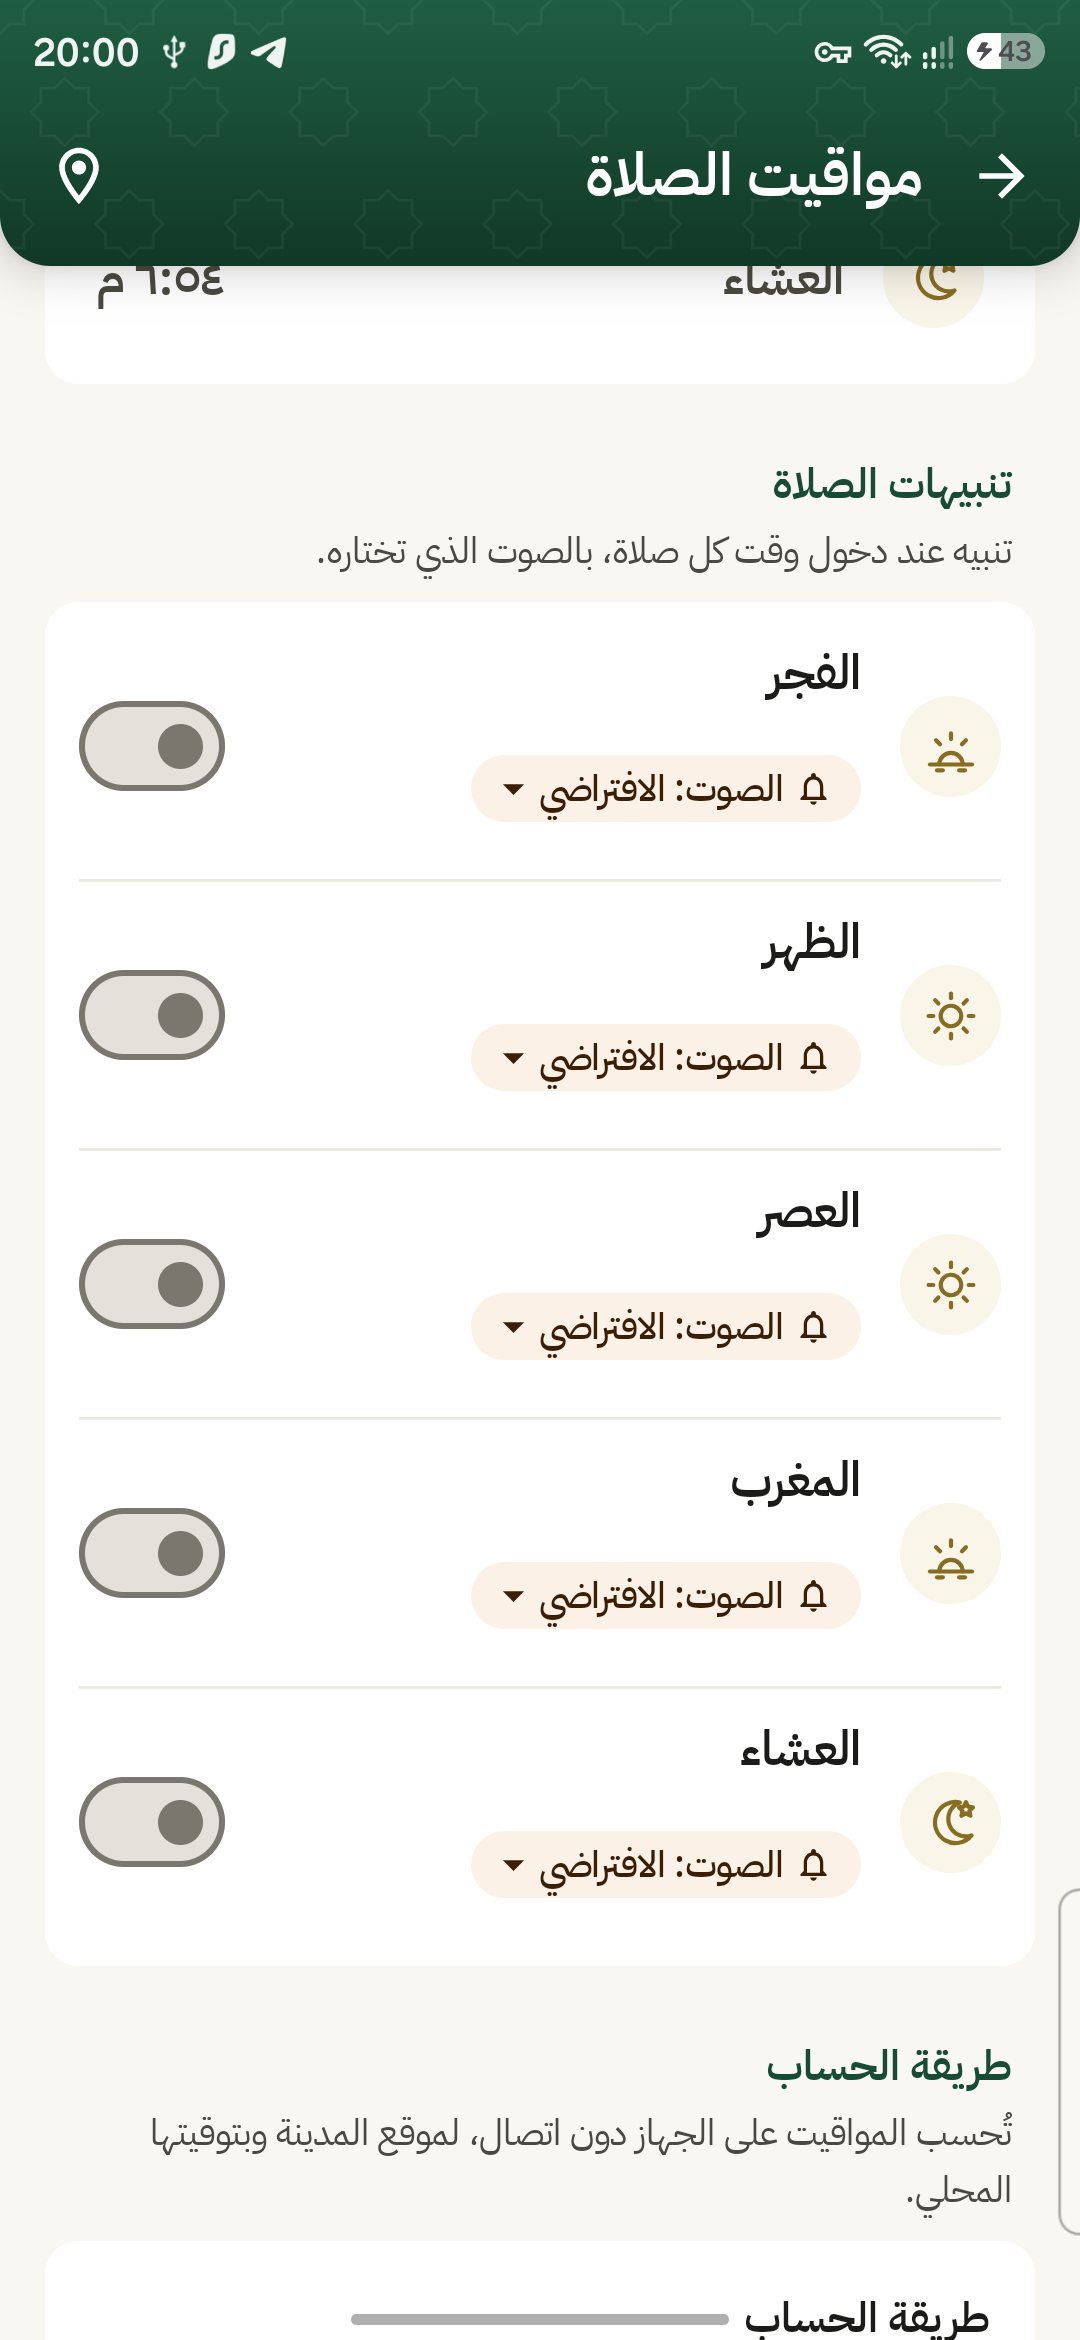 20:00
43
مواقيت الصلاة
العشاء
٦:٥٤ م
تنبيهات الصلاة
تنبيه عند دخول وقت كل صلاة، بالصوت الذي تختاره.
الفجر
الصوت: الافتراضي
الظهر
الصوت: الافتراضي
العصر
الصوت: الافتراضي
المغرب
الصوت: الافتراضي
العشاء
الصوت: الافتراضي
طريقة الحساب
تُحسب المواقيت على الجهاز دون اتصال، لموقع المدينة وبتوقيتها
المحلي.
طريقة الحساب